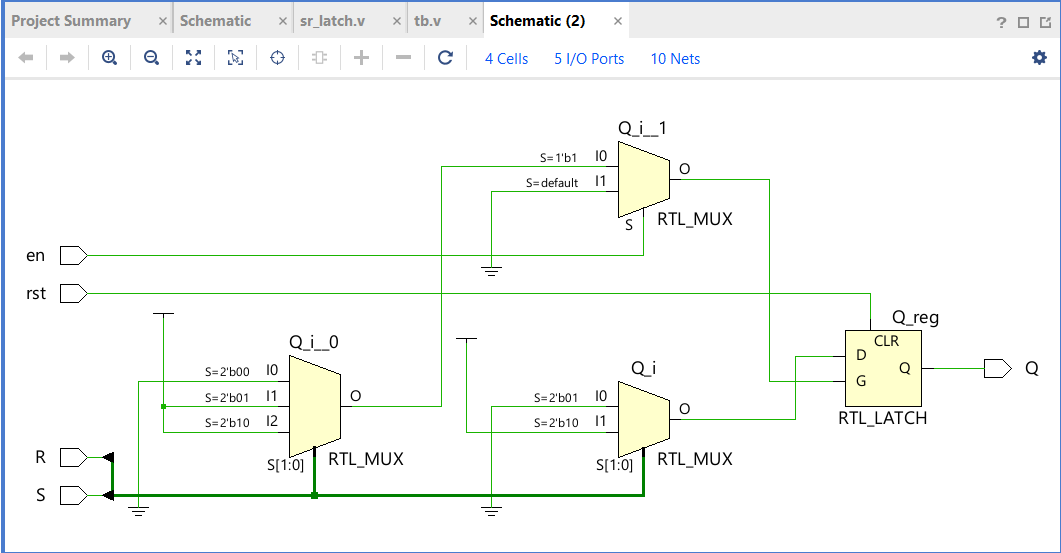 Project Summary × Schematic × sr_latch.v × tb.v × Schematic (2) ×
?
4 Cells 5 I/O Ports 10 Nets
Q_i__1
S=1'b1 I0
O
S=default I1
S RTL_MUX
en
rst
Q_reg
Q_i__0
CLR
D
Q_i
Q Q
S=2'b00 I0
G
S=2'b01 I1 O
S=2'b01 I0
O
RTL_LATCH
S=2'b10 I2
S=2'b10 I1
R
S[1:0] RTL_MUX
S[1:0] RTL_MUX
S